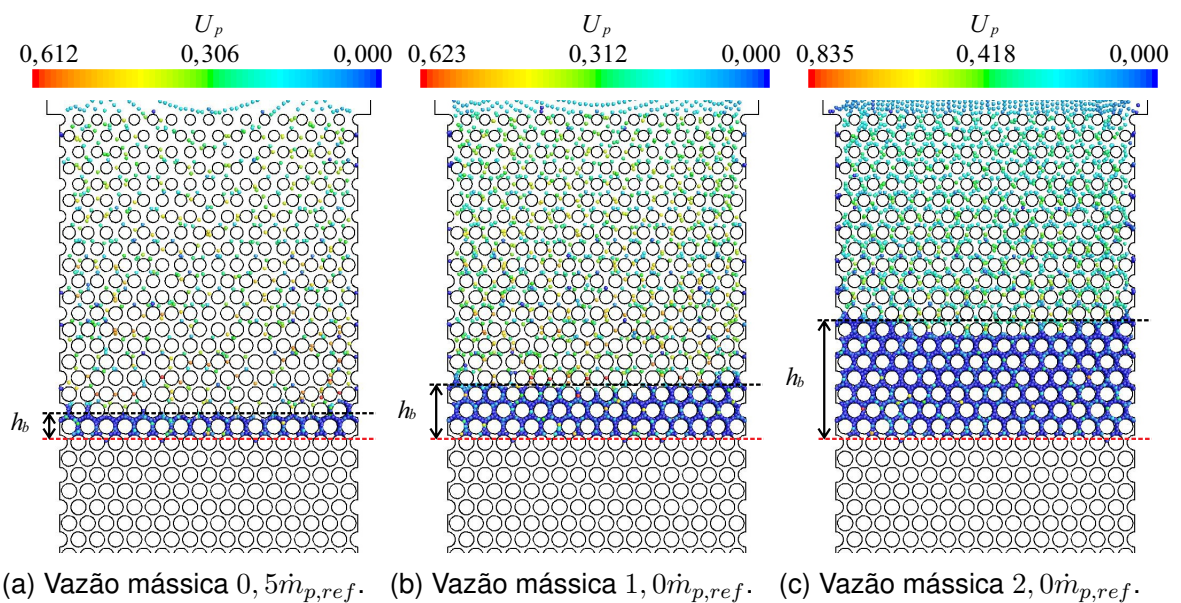 U_p U_p U_p
0,612 0,306 0,000 0,623 0,312 0,000 0,835 0,418 0,000
h_b
h_b
h_b
(a) Vazão mássica 0,5ṁ_{p,ref}. (b) Vazão mássica 1,0ṁ_{p,ref}. (c) Vazão mássica 2,0ṁ_{p,ref}.